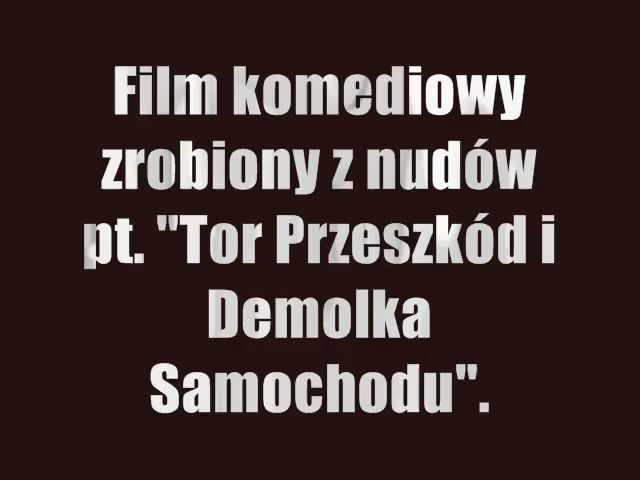 Film komediowy
zrobiony z nudów
pt. "Tor Przeszkód i
Demolka
Samochodu".